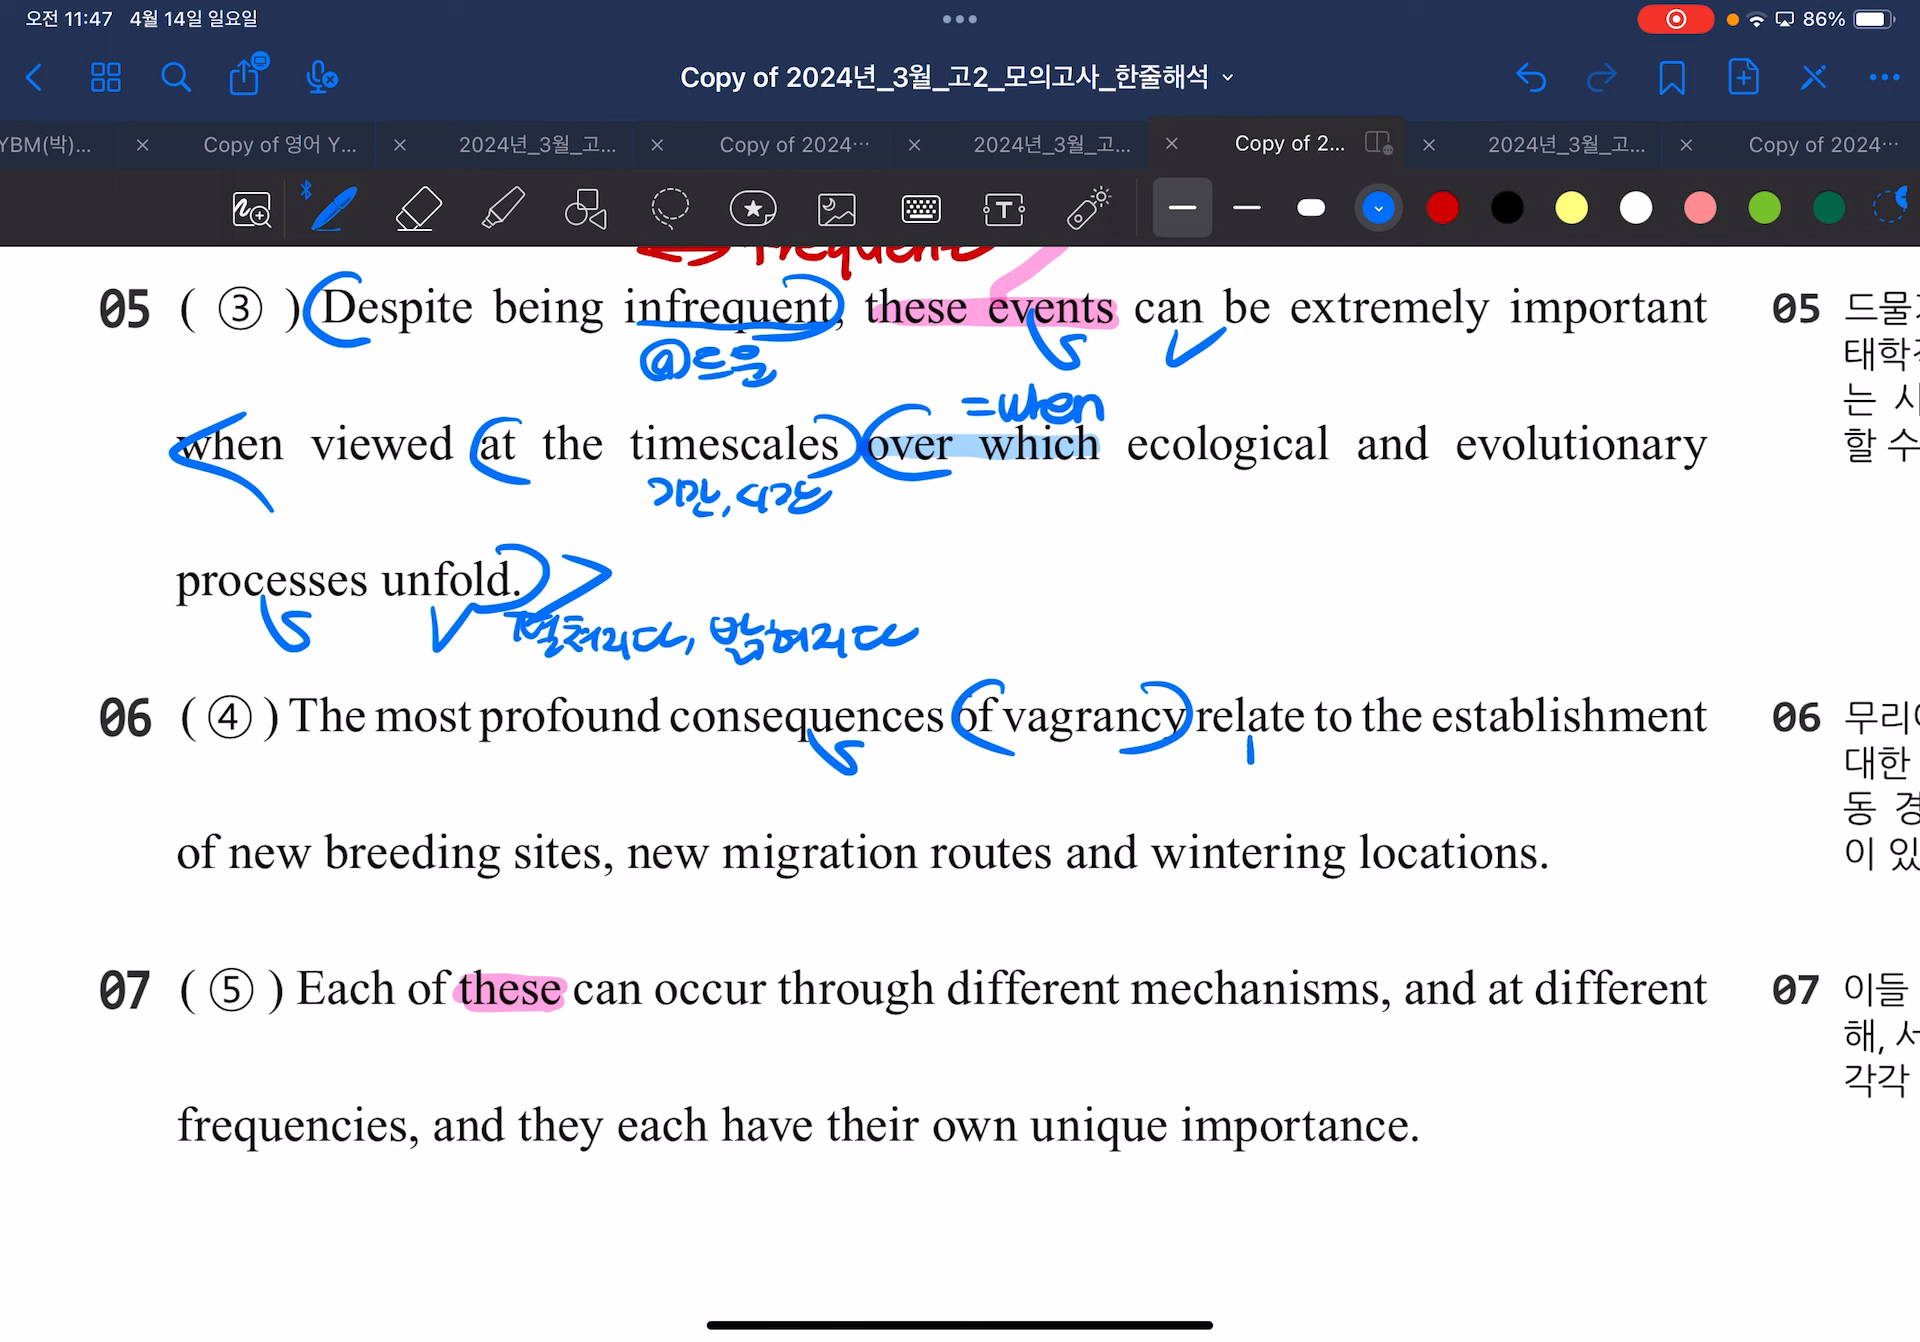 오전 11:47 4월 14일 일요일
86%
Copy of 2024년_3월_고2_모의고사_한줄해석
YBM(박)...
Copy of 영어 Y...
2024년_3월_고...
Copy of 2024...
2024년_3월_고...
Copy of 2...
2024년_3월_고...
Copy of 2024...
frequent
05 ( ③ ) Despite being infrequent, these events can be extremely important
S V
ⓐ드문
=when
when viewed at the timescales over which ecological and evolutionary
기간, 시간
processes unfold.
S V 펼쳐지다, 밝혀지다
06 ( ④ ) The most profound consequences of vagrancy relate to the establishment
S
of new breeding sites, new migration routes and wintering locations.
07 ( ⑤ ) Each of these can occur through different mechanisms, and at different
frequencies, and they each have their own unique importance.
05 드물
태학
는 시
할 수
06 무리
대한
동 경
이 있
07 이들
해, 서
각각